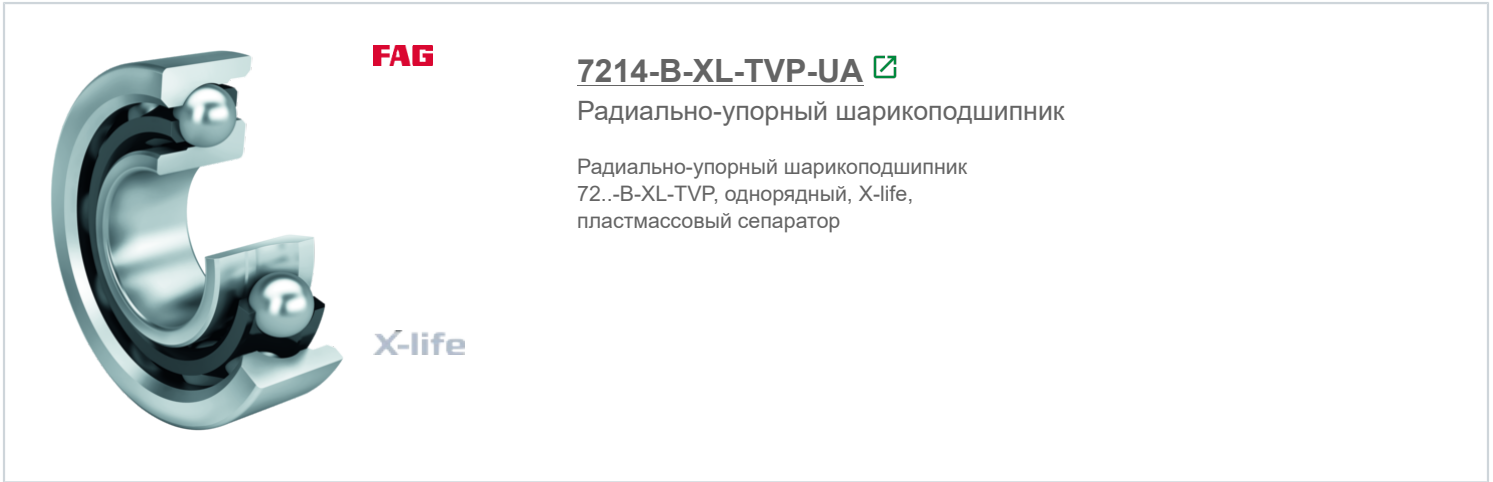 FAG
7214-B-XL-TVP-UA
Радиально-упорный шарикоподшипник
Радиально-упорный шарикоподшипник
72..-B-XL-TVP, однорядный, X-life,
пластмассовый сепаратор
X-life